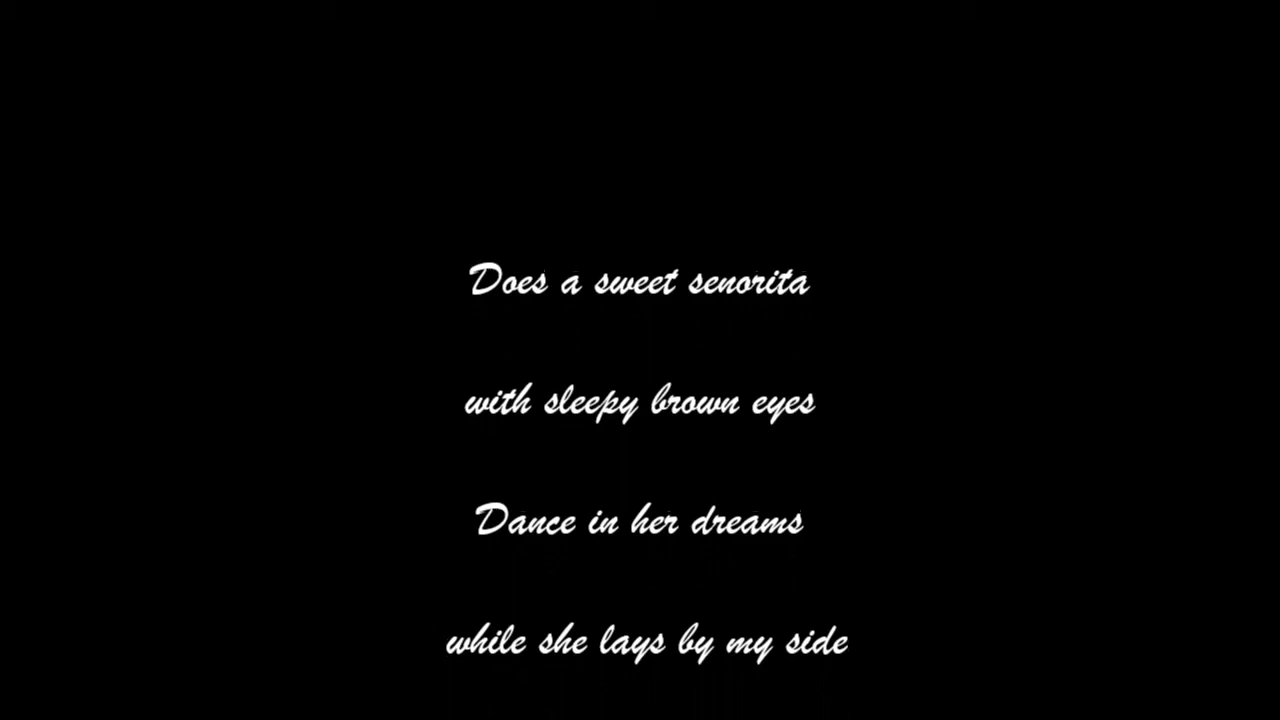 Does a sweet senorita
with sleepy brown eyes
Dance in her dreams
while she lays by my side